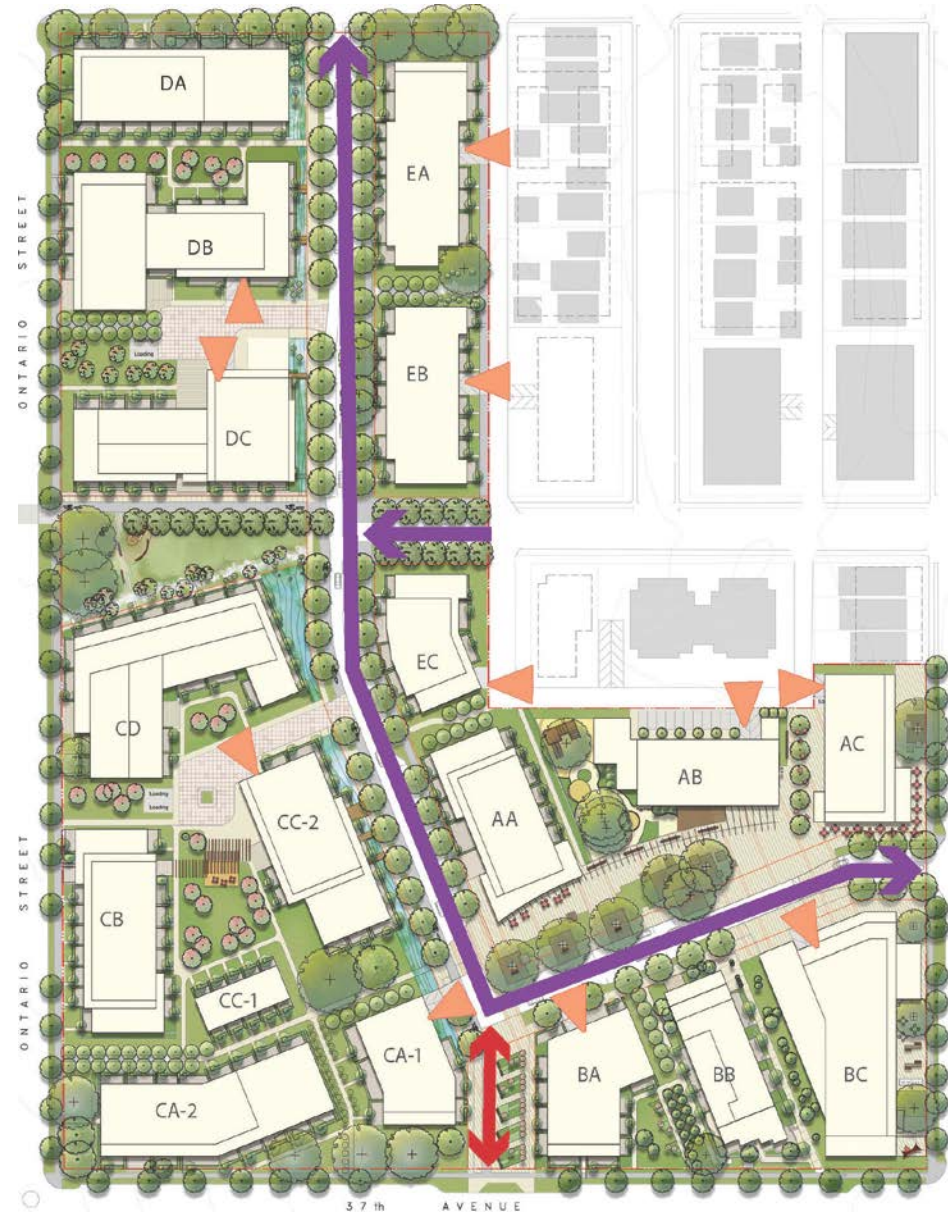 DA
EA
ONTARIO STREET
DB
Loading
EB
DC
EC
CD
AC
AB
Loading
Loading
AA
CC-2
ONTARIO STREET
CB
CC-1
CA-1
BA
BB
BC
CA-2
37th AVENUE